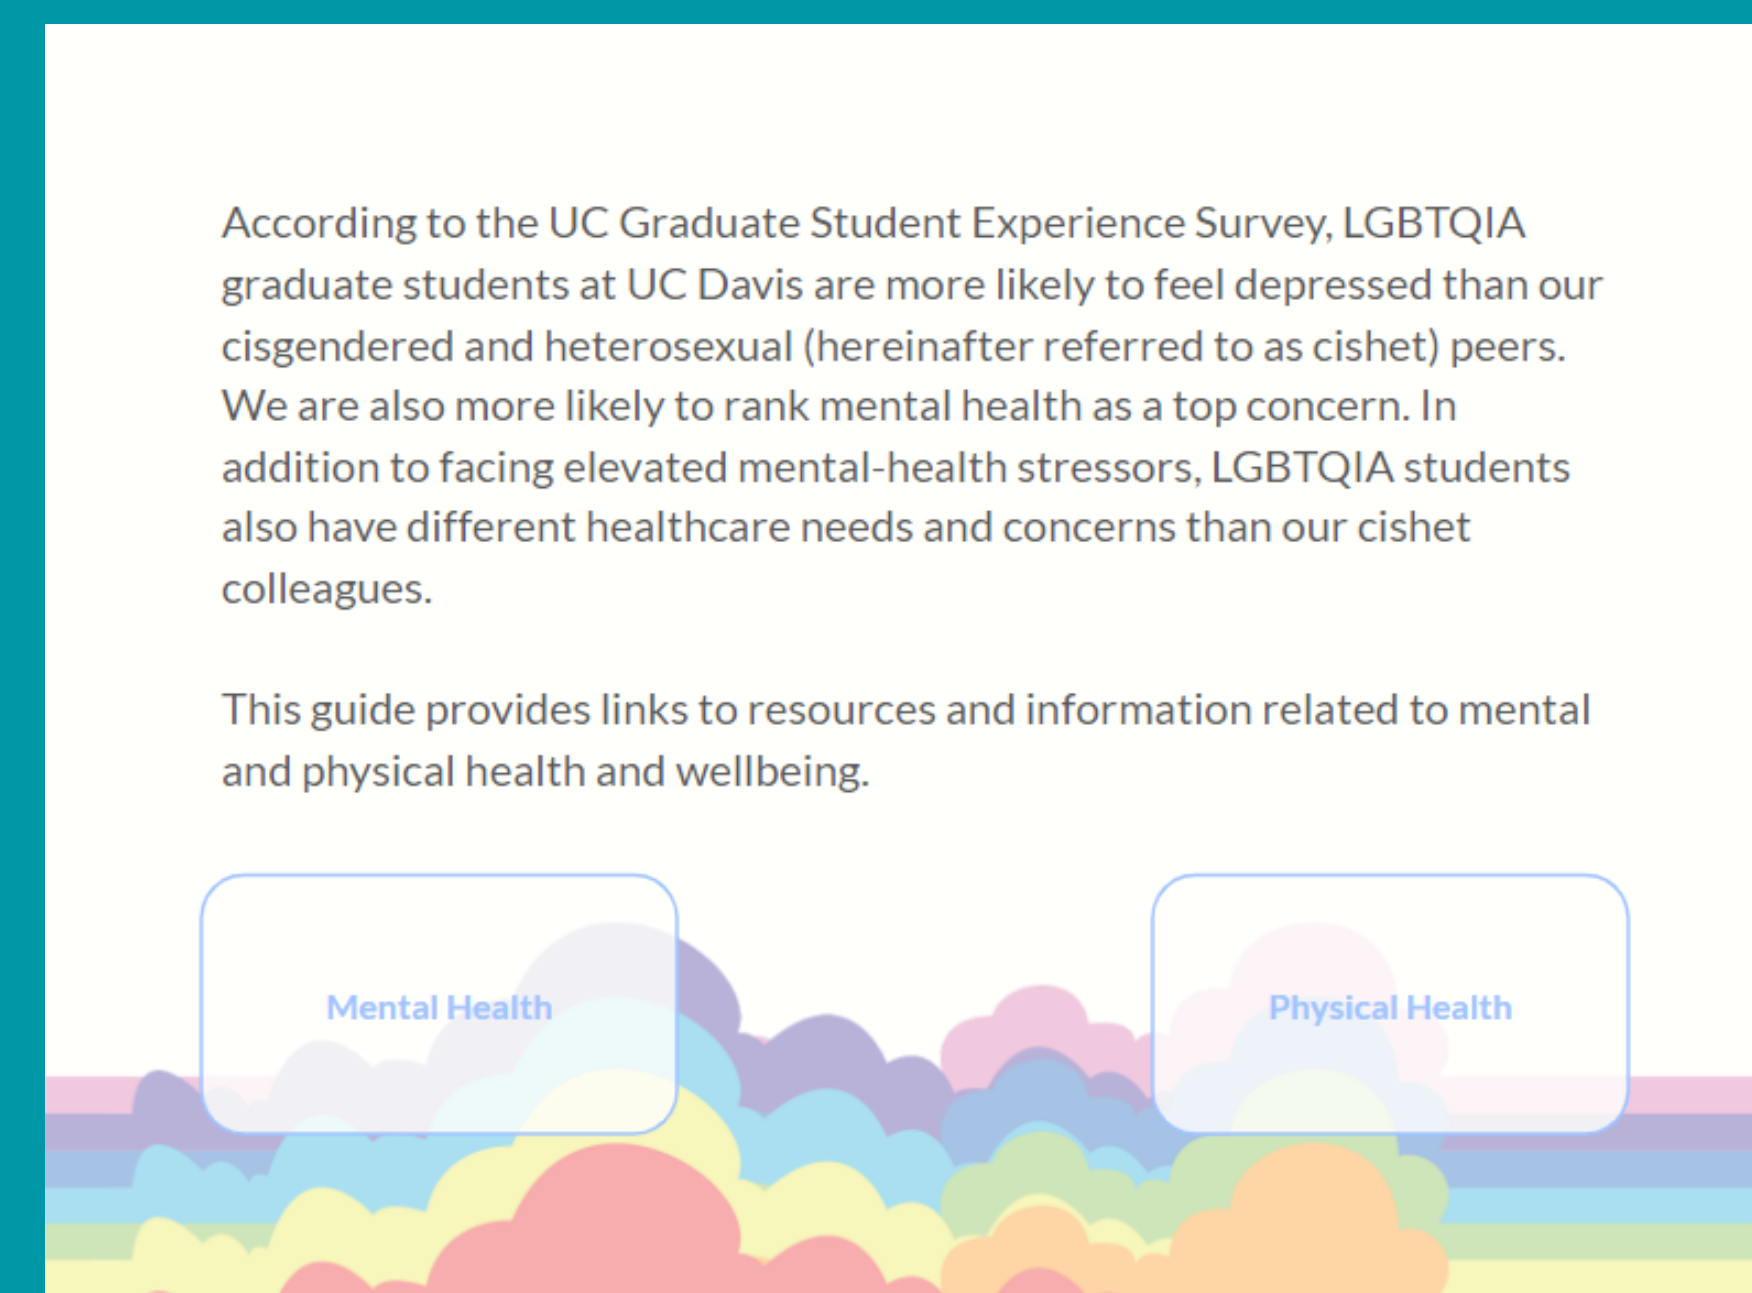 According to the UC Graduate Student Experience Survey, LGBTQIA
graduate students at UC Davis are more likely to feel depressed than our
cisgendered and heterosexual (hereinafter referred to as cishet) peers.
We are also more likely to rank mental health as a top concern. In
addition to facing elevated mental-health stressors, LGBTQIA students
also have different healthcare needs and concerns than our cishet
colleagues.
This guide provides links to resources and information related to mental
and physical health and wellbeing.
Mental Health
Physical Health